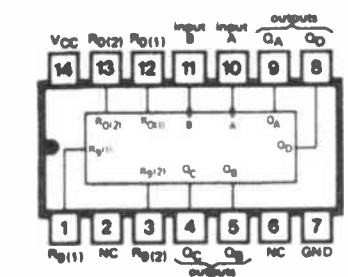 outputs
input input
VCC R0(2) R0(1) B A QA QD
14 13 12 11 10 9 8
R0(2) R0(1) B A QA
R9(1) QD
R9(2) QC QB
1 2 3 4 5 6 7
R9(1) NC R9(2) QC QB NC GND
outputs